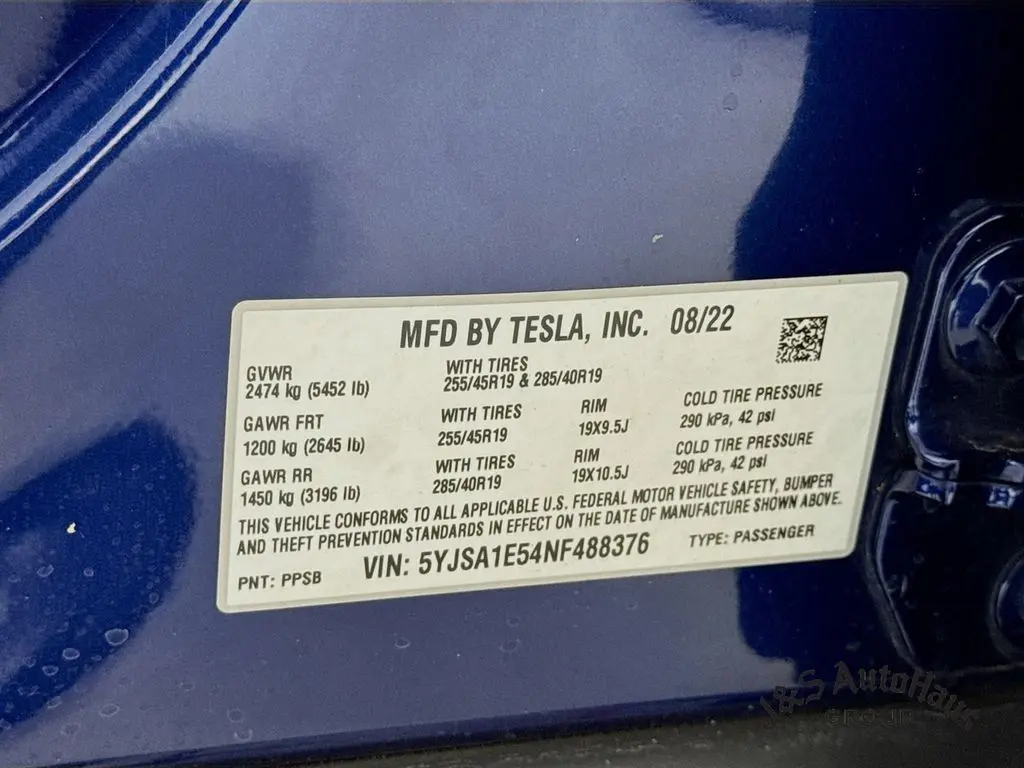 MFD BY TESLA, INC. 08/22
GVWR
2474 kg (5452 lb)
WITH TIRES
255/45R19 & 285/40R19
GAWR FRT
1200 kg (2645 lb)
WITH TIRES
255/45R19
RIM
19X9.5J
COLD TIRE PRESSURE
290 kPa, 42 psi
GAWR RR
1450 kg (3196 lb)
WITH TIRES
285/40R19
RIM
19X10.5J
COLD TIRE PRESSURE
290 kPa, 42 psi
THIS VEHICLE CONFORMS TO ALL APPLICABLE U.S. FEDERAL MOTOR VEHICLE SAFETY, BUMPER
AND THEFT PREVENTION STANDARDS IN EFFECT ON THE DATE OF MANUFACTURE SHOWN ABOVE.
PNT: PPSB VIN: 5YJSA1E54NF488376 TYPE: PASSENGER
AutoHaus
GROUP